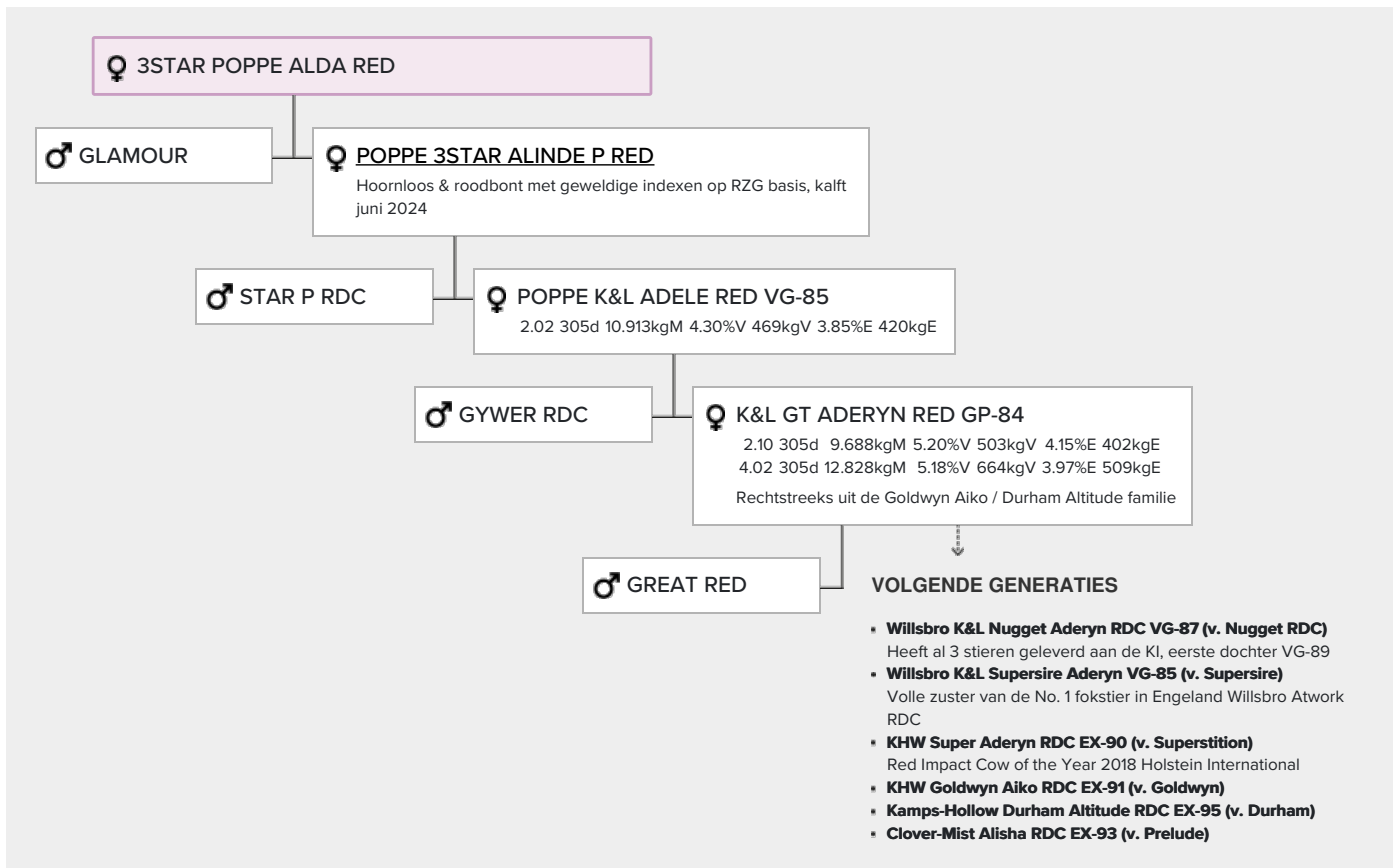 3STAR POPPE ALDA RED
GLAMOUR
POPPE 3STAR ALINDE P RED
Hoornloos & roodbont met geweldige indexen op RZG basis, kalft
juni 2024
STAR P RDC
POPPE K&L ADELE RED VG-85
2.02 305d 10.913kgM 4.30%V 469kgV 3.85%E 420kgE
GYWER RDC
K&L GT ADERYN RED GP-84
2.10 305d 9.688kgM 5.20%V 503kgV 4.15%E 402kgE
4.02 305d 12.828kgM 5.18%V 664kgV 3.97%E 509kgE
Rechtstreeks uit de Goldwyn Aiko / Durham Altitude familie
GREAT RED
VOLGENDE GENERATIES
Willsbro K&L Nugget Aderyn RDC VG-87 (v. Nugget RDC)
Heeft al 3 stieren geleverd aan de KI, eerste dochter VG-89
Willsbro K&L Supersire Aderyn VG-85 (v. Supersire)
Volle zuster van de No. 1 fokstier in Engeland Willsbro Atwork
RDC
KHW Super Aderyn RDC EX-90 (v. Superstition)
Red Impact Cow of the Year 2018 Holstein International
KHW Goldwyn Aiko RDC EX-91 (v. Goldwyn)
Kamps-Hollow Durham Altitude RDC EX-95 (v. Durham)
Clover-Mist Alisha RDC EX-93 (v. Prelude)